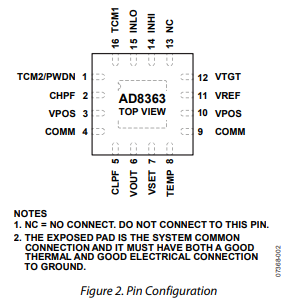 16 TCM1
15 INLO
14 INHI
13 NC
TCM2/PWDN 1
CHPF 2
VPOS 3
COMM 4
AD8363
TOP VIEW
12 VTGT
11 VREF
10 VPOS
9 COMM
CLPF 5
VOUT 6
VSET 7
TEMP 8
NOTES
1. NC = NO CONNECT. DO NOT CONNECT TO THIS PIN.
2. THE EXPOSED PAD IS THE SYSTEM COMMON
CONNECTION AND IT MUST HAVE BOTH A GOOD
THERMAL AND GOOD ELECTRICAL CONNECTION
TO GROUND.
07368-002
Figure 2. Pin Configuration